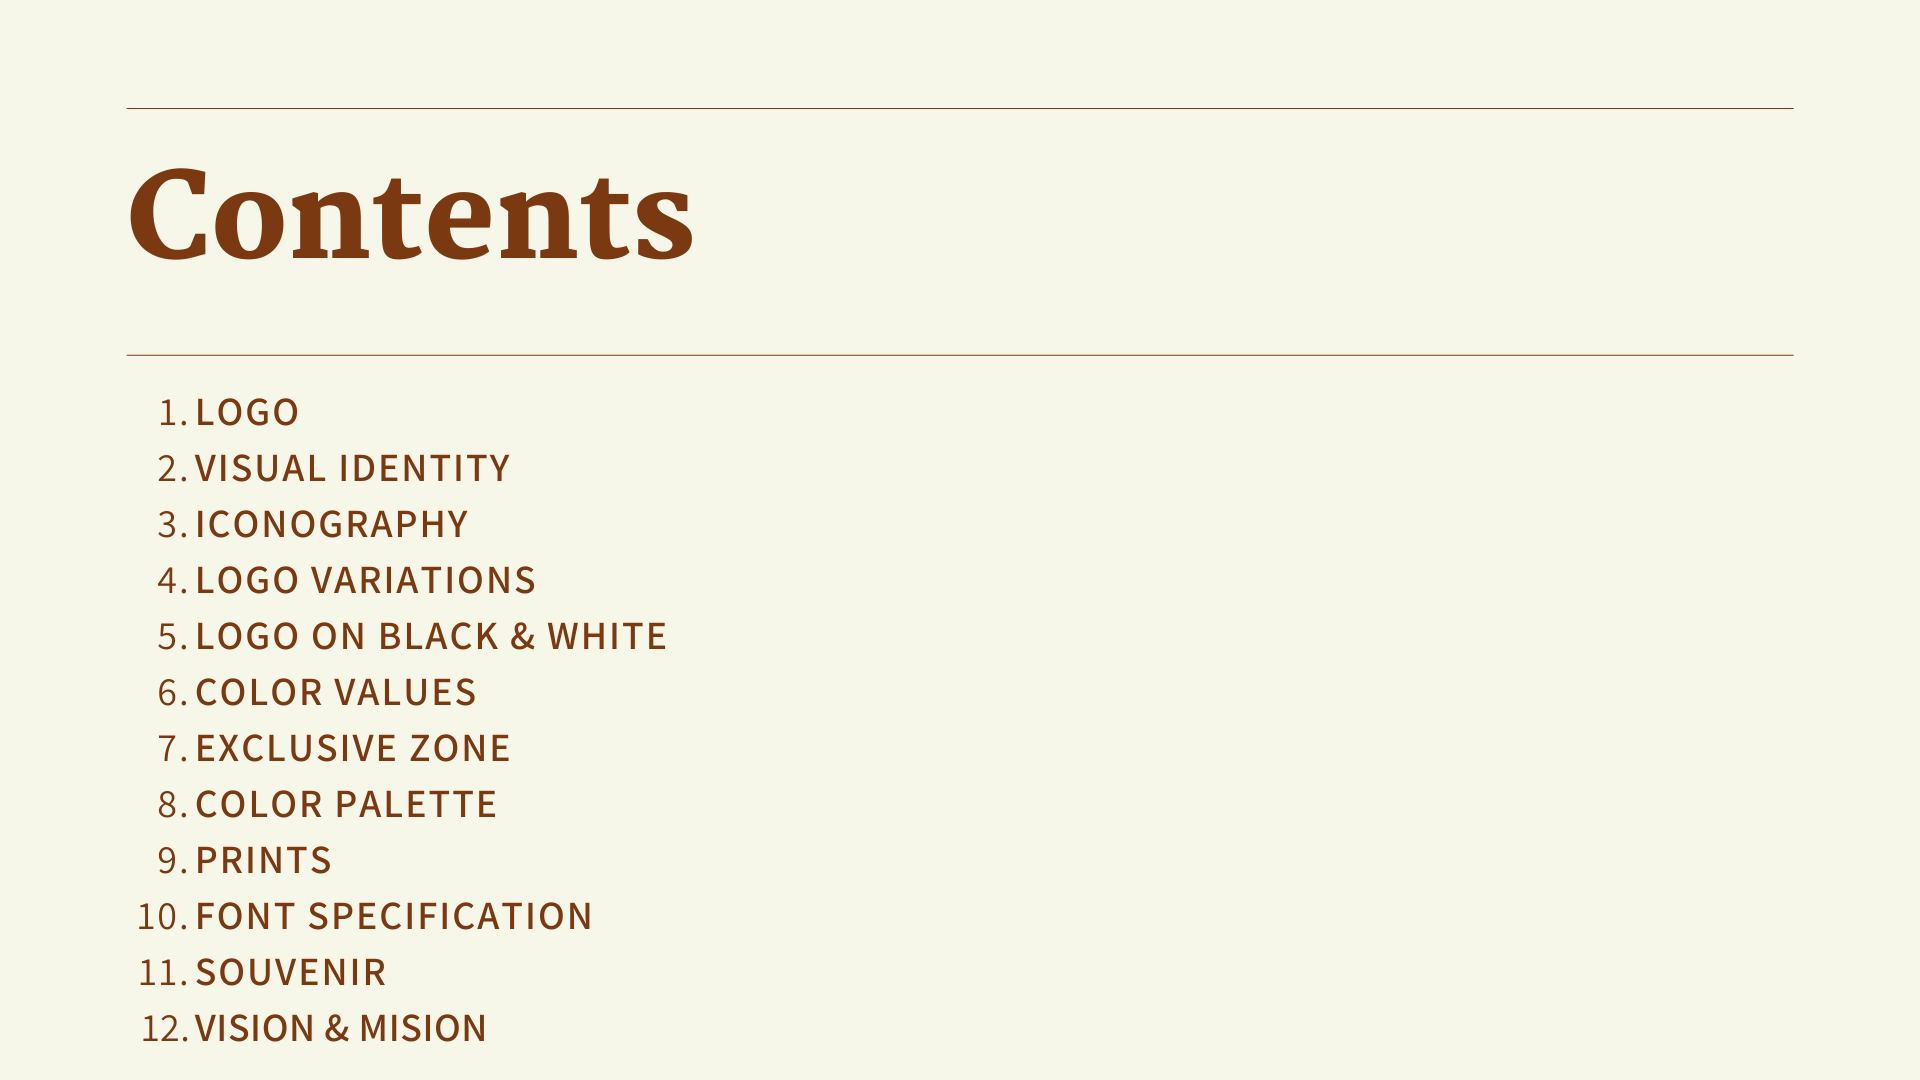 Contents
1. LOGO
2. VISUAL IDENTITY
3. ICONOGRAPHY
4. LOGO VARIATIONS
5. LOGO ON BLACK & WHITE
6. COLOR VALUES
7. EXCLUSIVE ZONE
8. COLOR PALETTE
9. PRINTS
10. FONT SPECIFICATION
11. SOUVENIR
12. VISION & MISION